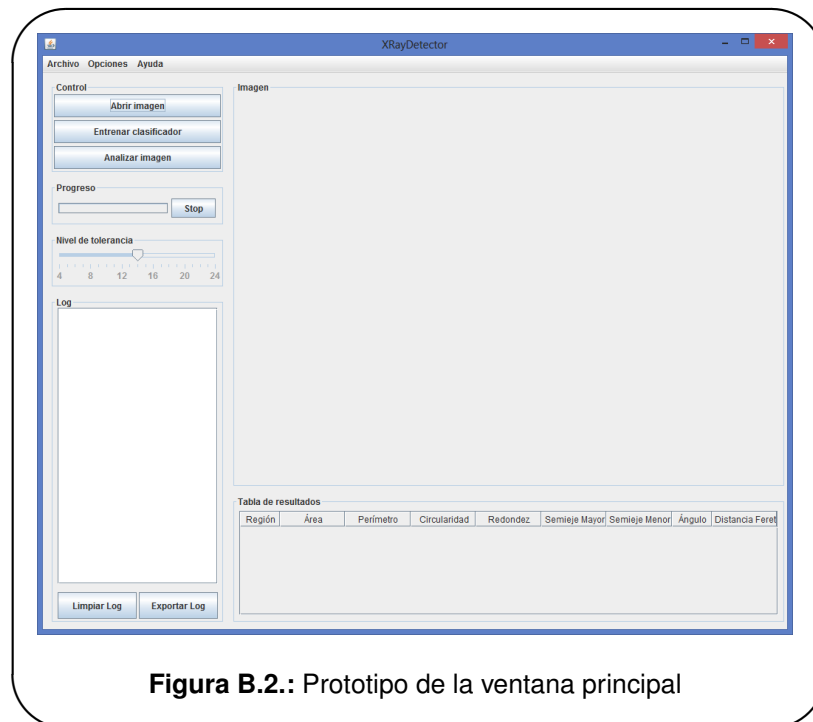 XRayDetector
Archivo Opciones Ayuda
Control
Abrir imagen
Entrenar clasificador
Analizar imagen
Progreso
Stop
Nivel de tolerancia
4 8 12 16 20 24
Log
Limpiar Log Exportar Log
Imagen
Tabla de resultados
Región Área Perímetro Circularidad Redondez Semieje Mayor Semieje Menor Ángulo Distancia Feret
Figura B.2.: Prototipo de la ventana principal